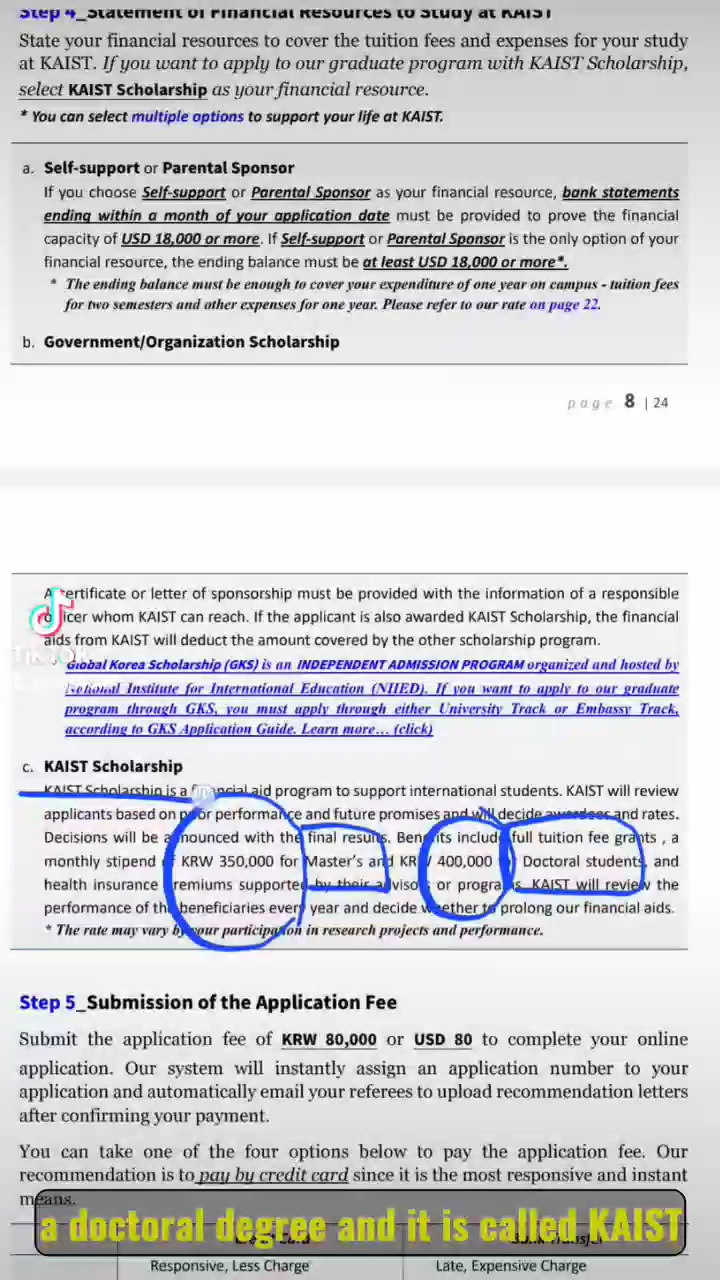 Step 4_Statement of Financial Resources to Study at KAIST
State your financial resources to cover the tuition fees and expenses for your study
at KAIST. If you want to apply to our graduate program with KAIST Scholarship,
select KAIST Scholarship as your financial resource.
* You can select multiple options to support your life at KAIST.
a. Self-support or Parental Sponsor
If you choose Self-support or Parental Sponsor as your financial resource, bank statements
ending within a month of your application date must be provided to prove the financial
capacity of USD 18,000 or more. If Self-support or Parental Sponsor is the only option of your
financial resource, the ending balance must be at least USD 18,000 or more*.
* The ending balance must be enough to cover your expenditure of one year on campus - tuition fees
for two semesters and other expenses for one year. Please refer to our rate on page 22.
b. Government/Organization Scholarship
page 8 | 24
A certificate or letter of sponsorship must be provided with the information of a responsible
officer whom KAIST can reach. If the applicant is also awarded KAIST Scholarship, the financial
aids from KAIST will deduct the amount covered by the other scholarship program.
TikTok
Global Korea Scholarship (GKS) is an INDEPENDENT ADMISSION PROGRAM organized and hosted by
National Institute for International Education (NIIED). If you want to apply to our graduate
program through GKS, you must apply through either University Track or Embassy Track,
according to GKS Application Guide. Learn more... (click)
c. KAIST Scholarship
KAIST Scholarship is a financial aid program to support international students. KAIST will review
applicants based on prior performance and future promises and will decide awardees and rates.
Decisions will be announced with the final results. Benefits include full tuition fee grants , a
monthly stipend of KRW 350,000 for Master's and KRW 400,000 for Doctoral students, and
health insurance premiums supported by their advisors or programs. KAIST will review the
performance of the beneficiaries every year and decide whether to prolong our financial aids.
* The rate may vary by your participation in research projects and performance.
Step 5_Submission of the Application Fee
Submit the application fee of KRW 80,000 or USD 80 to complete your online
application. Our system will instantly assign an application number to your
application and automatically email your referees to upload recommendation letters
after confirming your payment.
You can take one of the four options below to pay the application fee. Our
recommendation is to pay by credit card since it is the most responsive and instant
means.
a doctoral degree and it is called KAIST
Responsive, Less Charge
Late, Expensive Charge